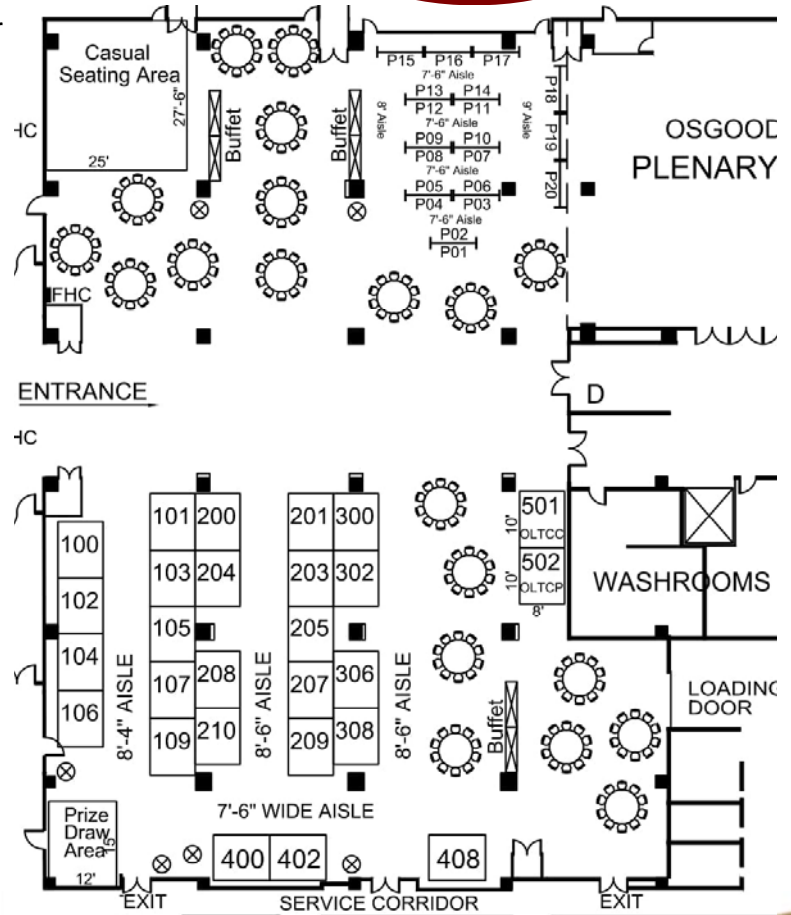 Casual
Seating Area
27'-6"
25'
Buffet
Buffet
P15 P16 P17
7'-6" Aisle
P13 P14
P12 P11
7'-6" Aisle
P09 P10
P08 P07
7'-6" Aisle
P05 P06
P04 P03
7'-6" Aisle
P02
P01
8' Aisle
9' Aisle
P18
P19
P20
OSGOOD
PLENARY
HC
FHC
ENTRANCE
HC
D
100
102
104
106
8'-4" AISLE
101 200
103 204
105
107 208
109 210
8'-6" AISLE
201 300
203 302
205
207 306
209 308
8'-6" AISLE
501
OLTCC
10'
502
OLTCP
10'
8'
WASHROOMS
Buffet
LOADING
DOOR
7'-6" WIDE AISLE
Prize
Draw
Area
15'
12'
400 402
408
EXIT
SERVICE CORRIDOR
EXIT